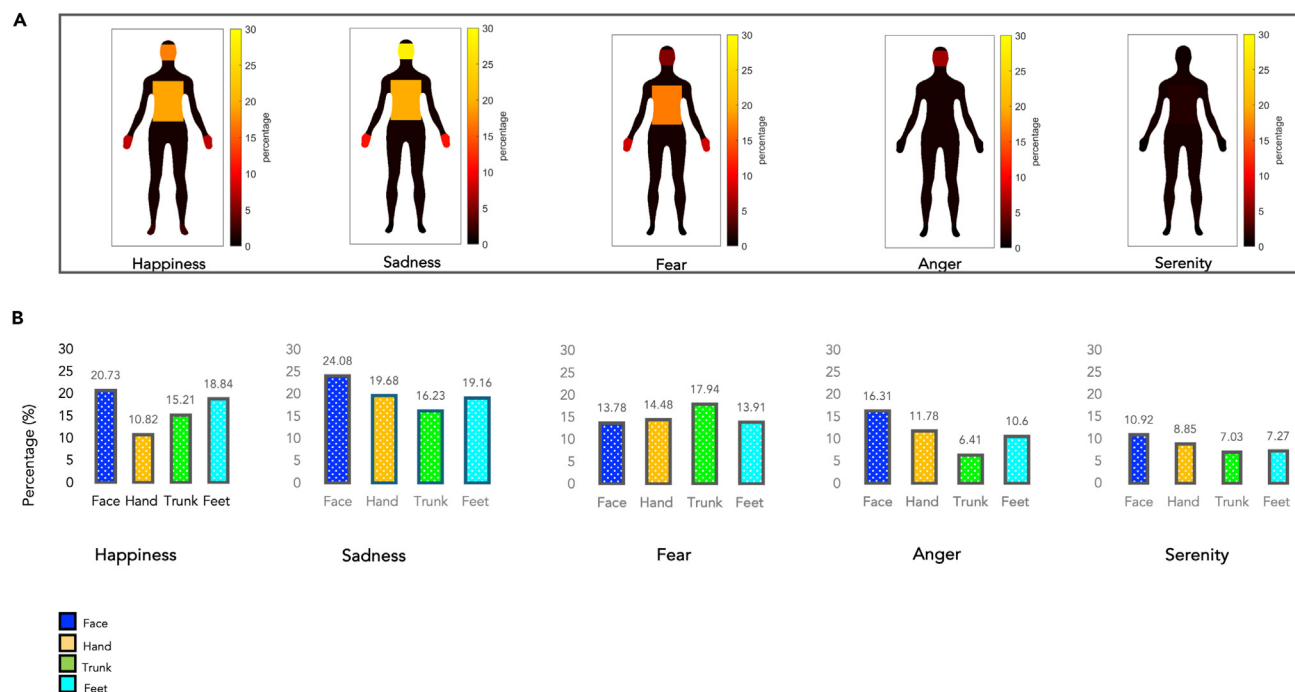 A
30 25 20 15 10 5 0 percentage
30 25 20 15 10 5 0 percentage
30 25 20 15 10 5 0 percentage
30 25 20 15 10 5 0 percentage
30 25 20 15 10 5 0 percentage
Happiness Sadness Fear Anger Serenity
B
Percentage (%)
30 25 20 15 10 5 0
20.73 10.82 15.21 18.84
Face Hand Trunk Feet
Happiness
30 25 20 15 10 5 0
24.08 19.68 16.23 19.16
Face Hand Trunk Feet
Sadness
30 25 20 15 10 5 0
13.78 14.48 17.94 13.91
Face Hand Trunk Feet
Fear
30 25 20 15 10 5 0
16.31 11.78 6.41 10.6
Face Hand Trunk Feet
Anger
30 25 20 15 10 5 0
10.92 8.85 7.03 7.27
Face Hand Trunk Feet
Serenity
Face
Hand
Trunk
Feet